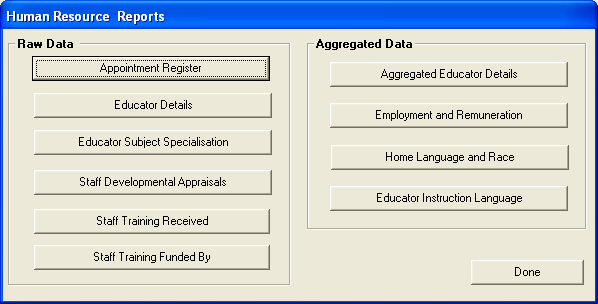 Human Resource  Reports
Raw Data
Appointment Register
Educator Details
Educator Subject Specialisation
Staff Developmental Appraisals
Staff Training Received
Staff Training Funded By
Aggregated Data
Aggregated Educator Details
Employment and Remuneration
Home Language and Race
Educator Instruction Language
Done